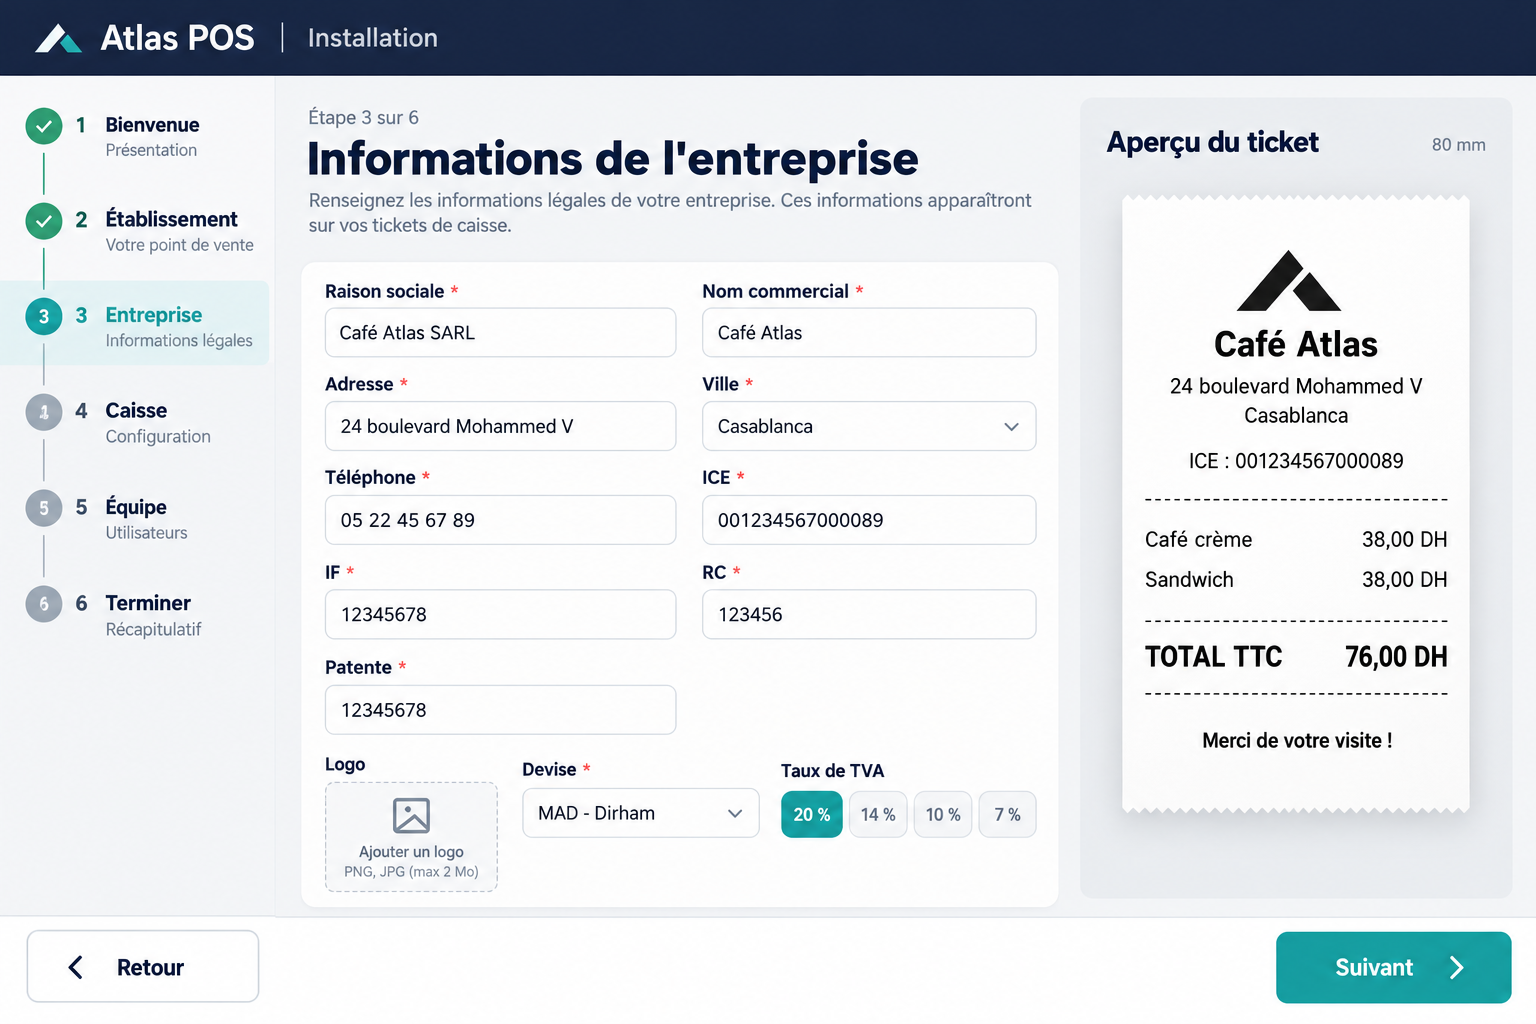 Atlas POS
Installation
1 Bienvenue
Présentation
2 Établissement
Votre point de vente
3 3 Entreprise
Informations légales
4 Caisse
Configuration
5 5 Équipe
Utilisateurs
6 6 Terminer
Récapitulatif
Étape 3 sur 6
Informations de l'entreprise
Renseignez les informations légales de votre entreprise. Ces informations apparaîtront
sur vos tickets de caisse.
Raison sociale *
Café Atlas SARL
Nom commercial *
Café Atlas
Adresse *
24 boulevard Mohammed V
Ville *
Casablanca
Téléphone *
05 22 45 67 89
ICE *
001234567000089
IF *
12345678
RC *
123456
Patente *
12345678
Logo
Ajouter un logo
PNG, JPG (max 2 Mo)
Devise *
MAD - Dirham
Taux de TVA
20 % 14 % 10 % 7 %
Aperçu du ticket
80 mm
Café Atlas
24 boulevard Mohammed V
Casablanca
ICE : 001234567000089
Café crème 38,00 DH
Sandwich 38,00 DH
TOTAL TTC 76,00 DH
Merci de votre visite !
Retour
Suivant